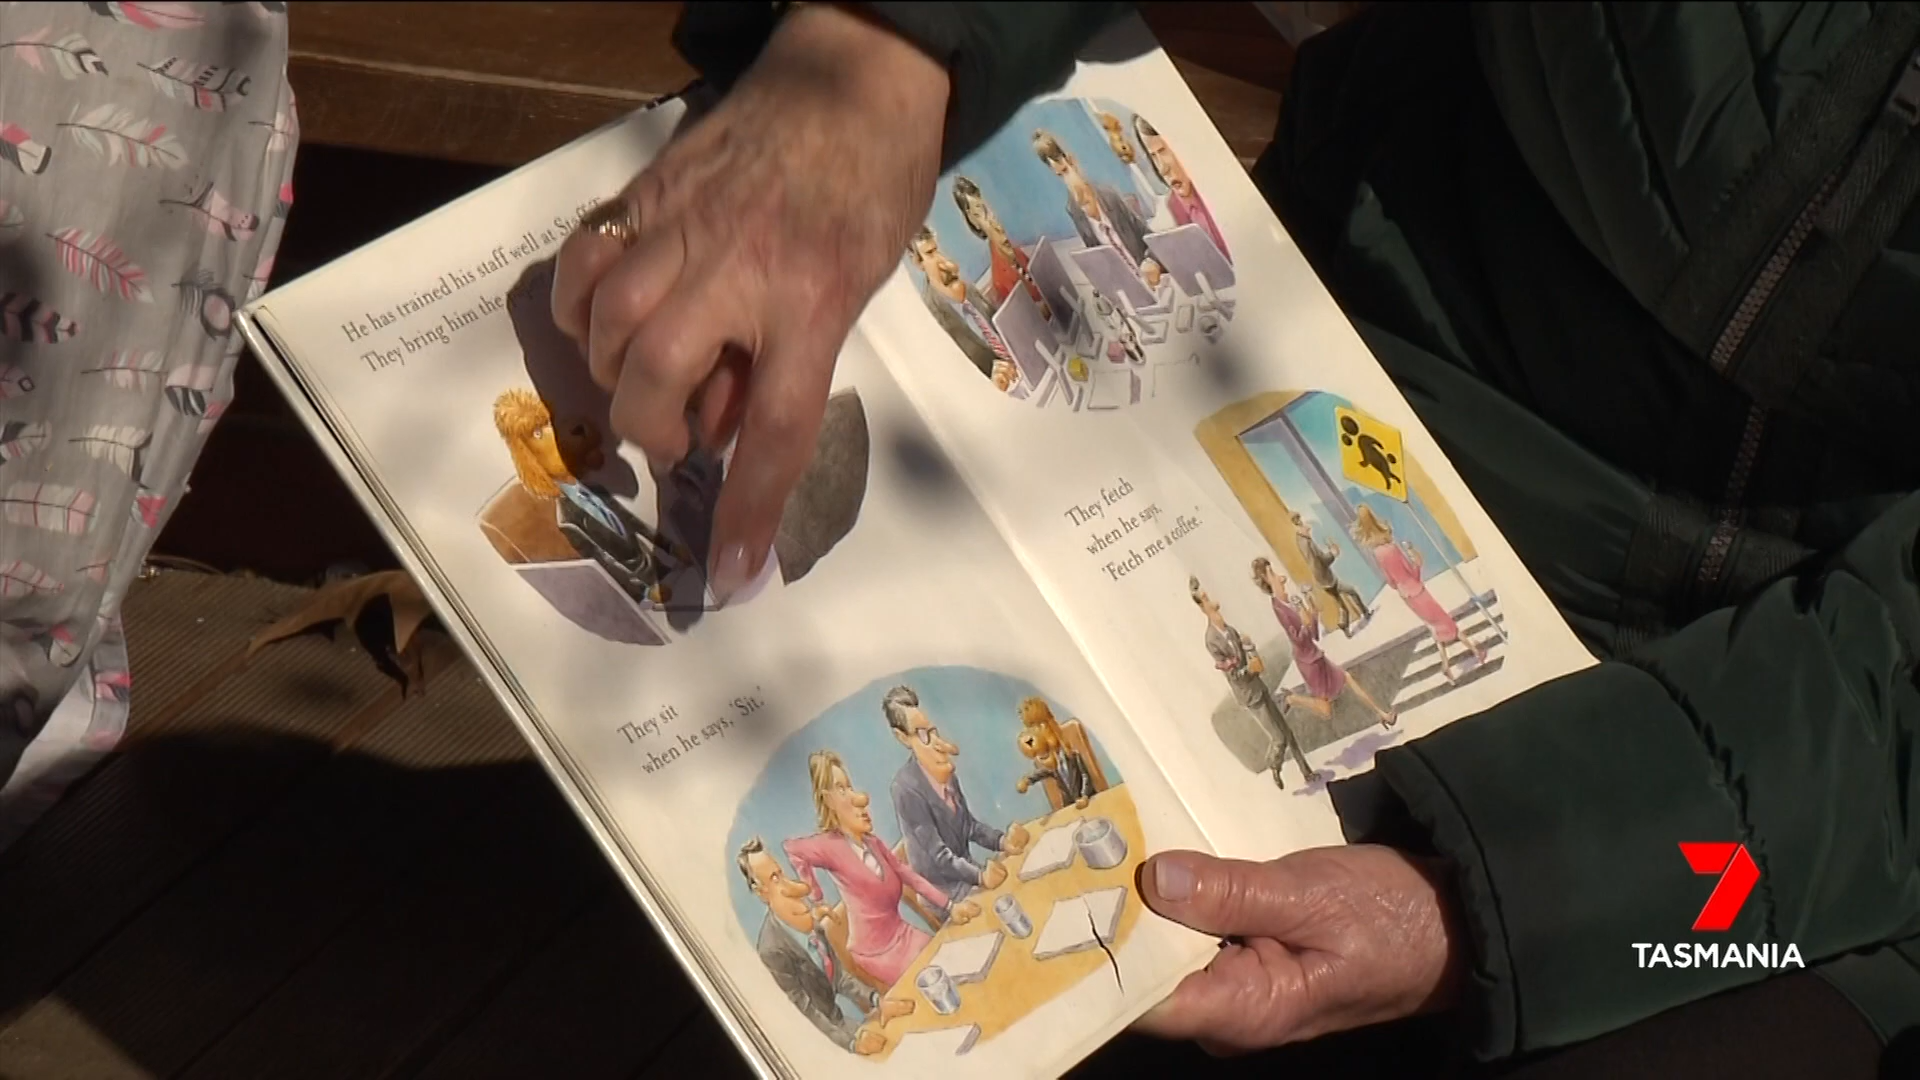 He has trained his staff well at
They bring him the
They sit
when he says, 'Sit.'
They fetch
when he says,
'Fetch me a coffee.'
7
TASMANIA